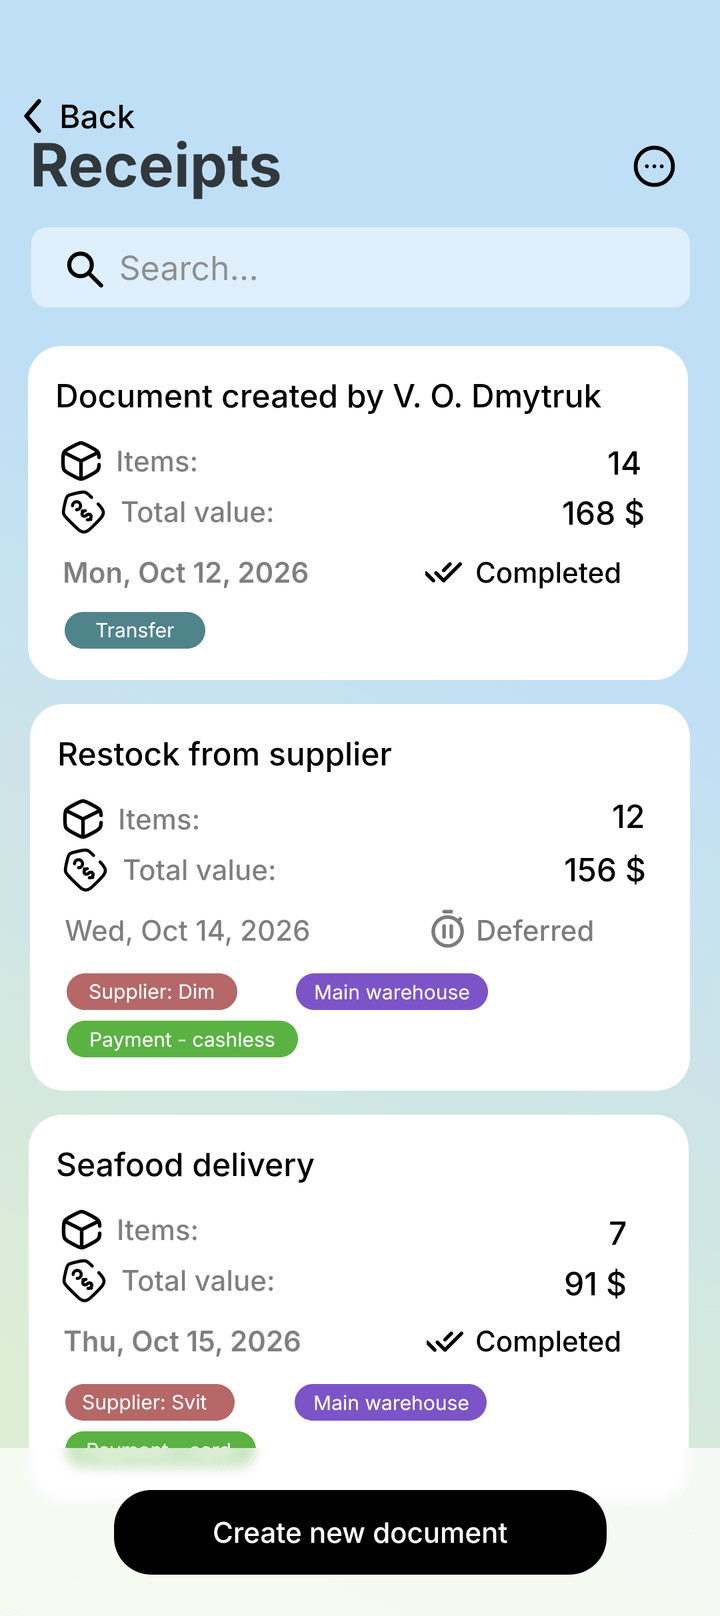 Back
Receipts
Search...
Document created by V. O. Dmytruk
Items: 14
Total value: 168 $
Mon, Oct 12, 2026 Completed
Transfer
Restock from supplier
Items: 12
Total value: 156 $
Wed, Oct 14, 2026 Deferred
Supplier: Dim Main warehouse
Payment - cashless
Seafood delivery
Items: 7
Total value: 91 $
Thu, Oct 15, 2026 Completed
Supplier: Svit Main warehouse
Payment - card
Create new document